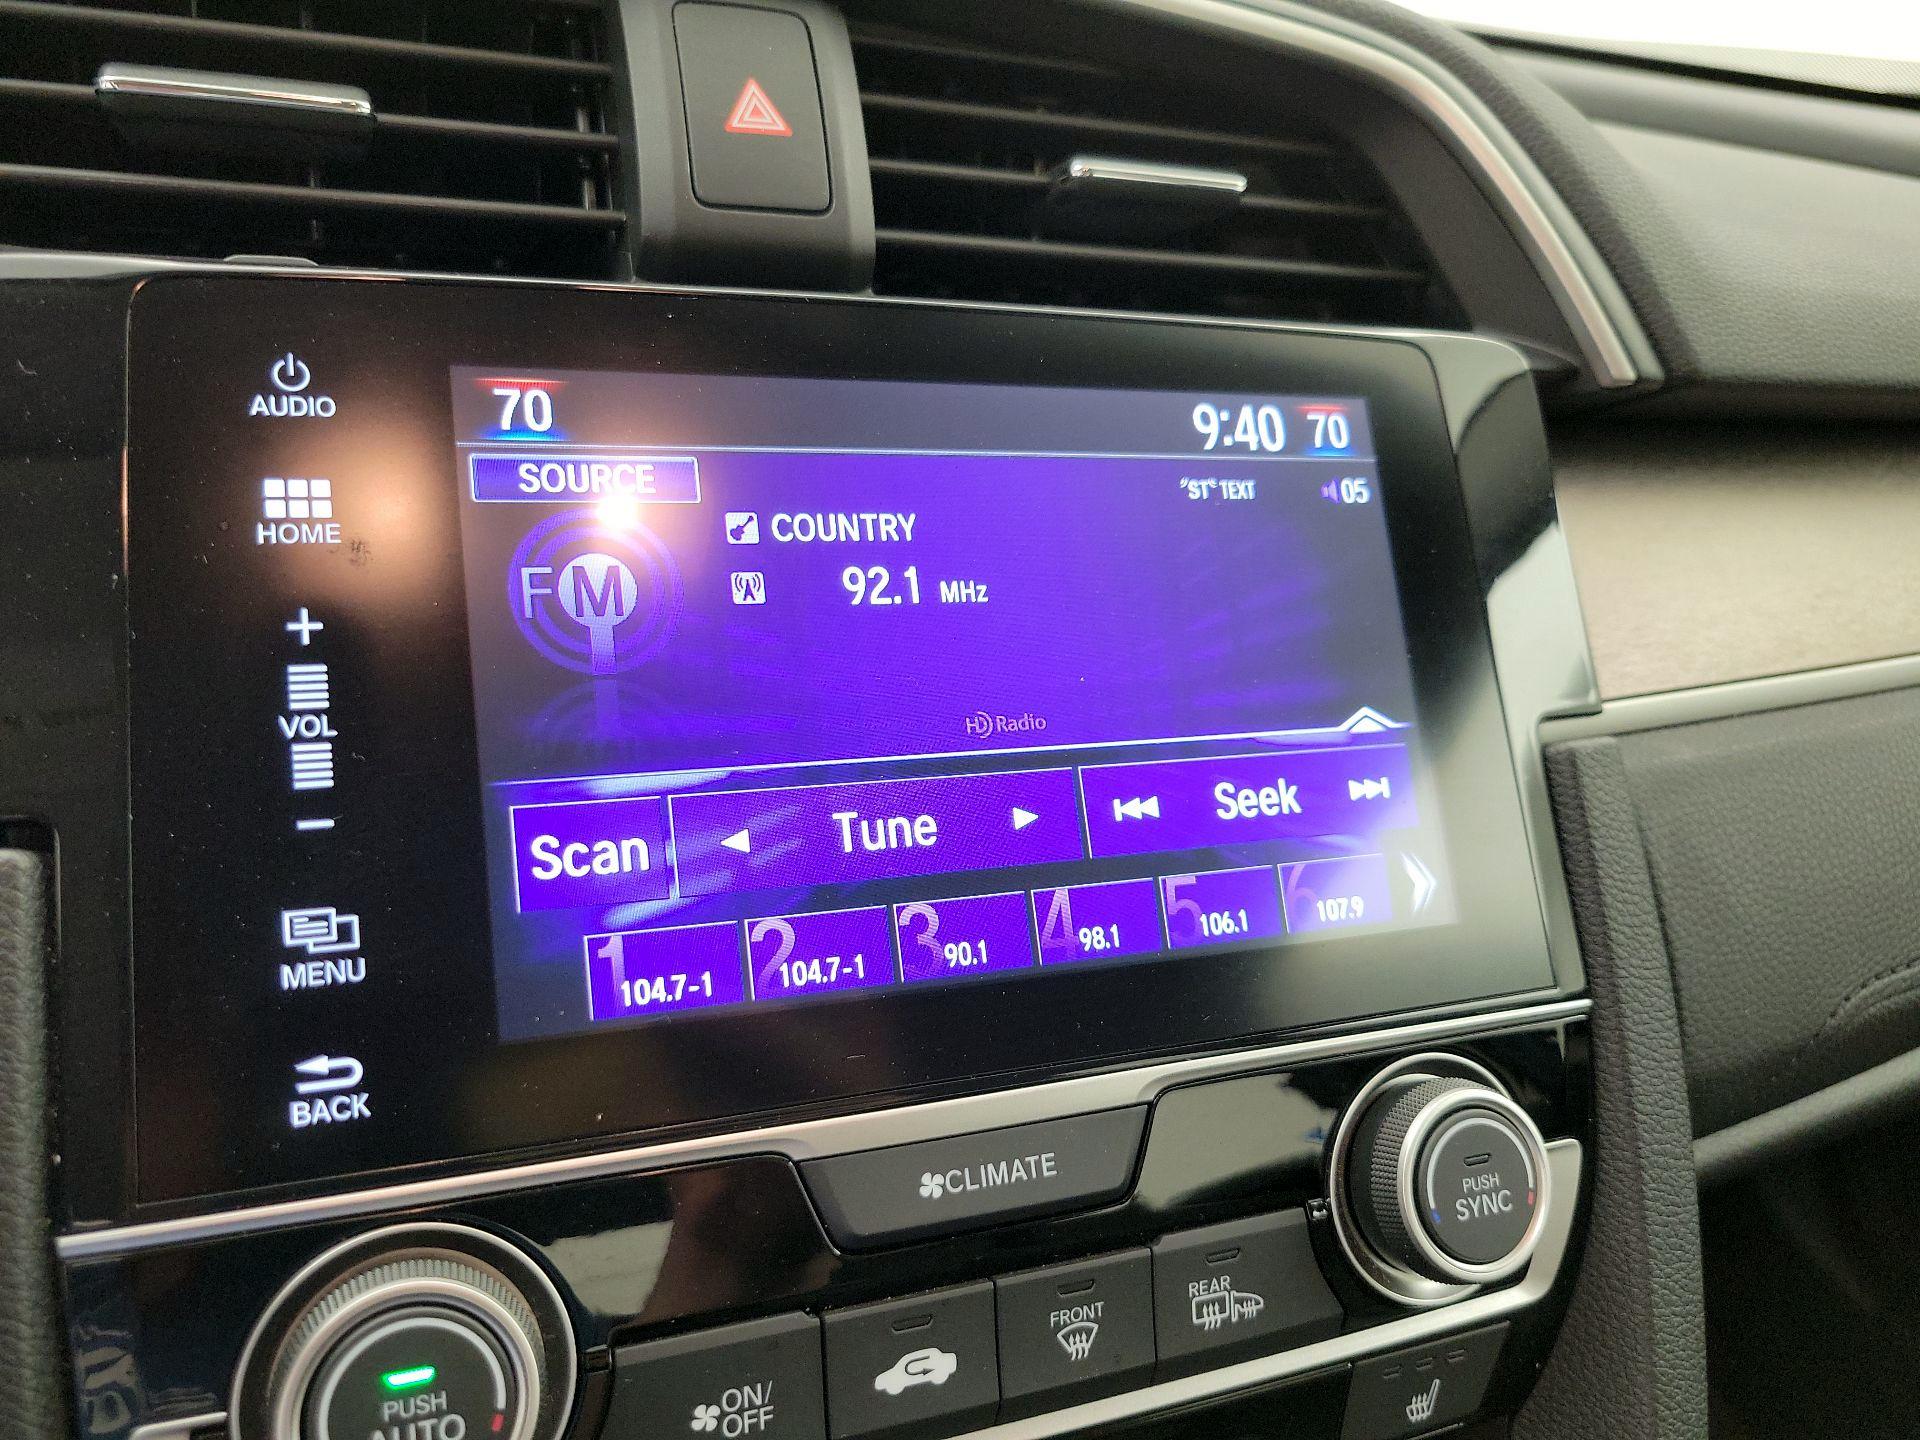 AUDIO
HOME
+
VOL
−
MENU
BACK
70
9:40 70
SOURCE
"ST" TEXT
05
FM
COUNTRY
92.1 MHz
HD Radio
Scan
Tune
Seek
1 104.7-1
2 104.7-1
3 90.1
4 98.1
5 106.1
6 107.9
CLIMATE
PUSH
SYNC
PUSH
AUTO
ON/
OFF
FRONT
REAR